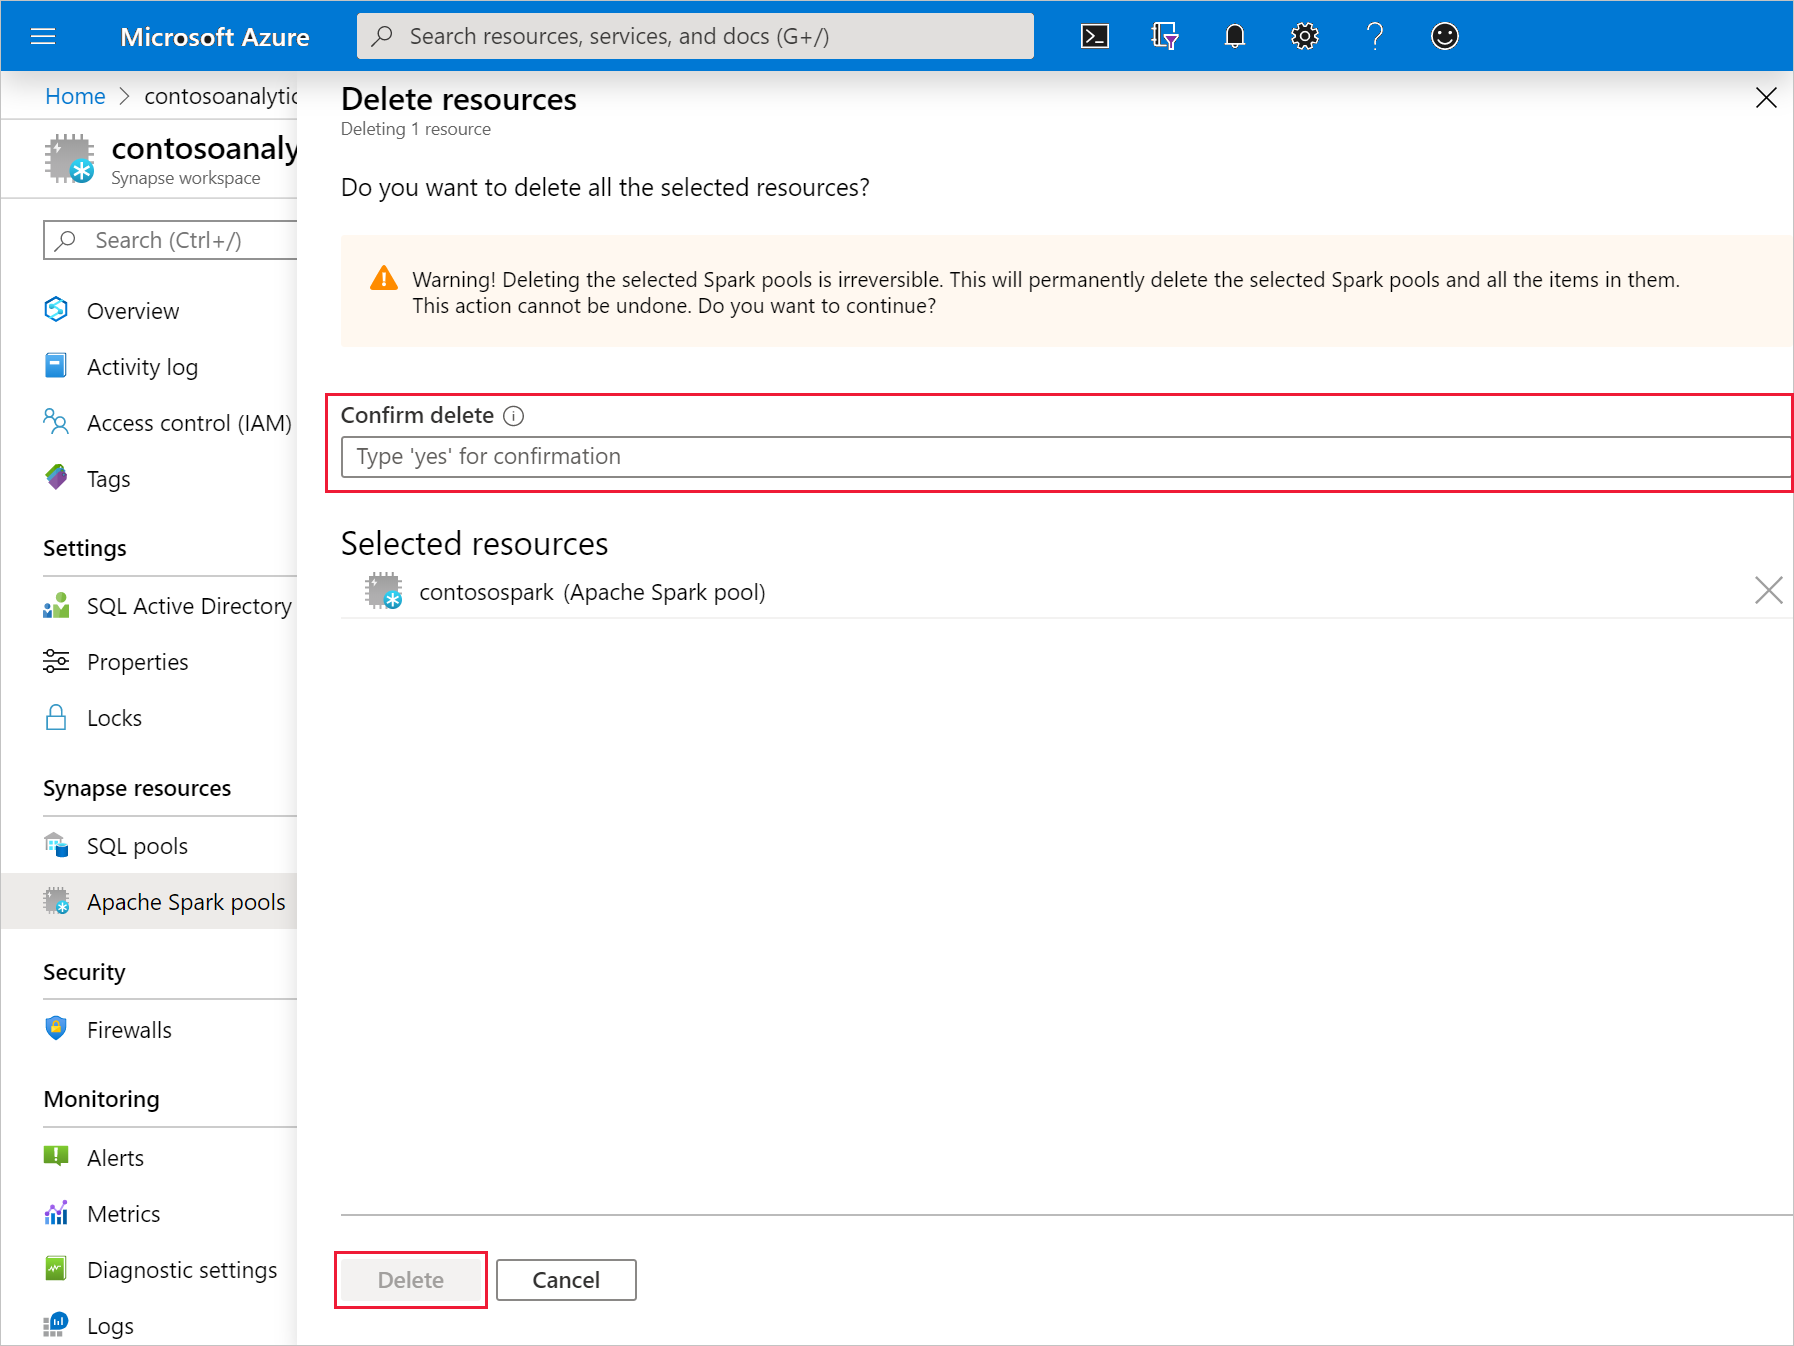 Microsoft Azure
Search resources, services, and docs (G+/)
Home > contosoanalytic
contosoanaly
Synapse workspace
Search (Ctrl+/)
Overview
Activity log
Access control (IAM)
Tags
Settings
SQL Active Directory
Properties
Locks
Synapse resources
SQL pools
Apache Spark pools
Security
Firewalls
Monitoring
Alerts
Metrics
Diagnostic settings
Logs
Delete resources
Deleting 1 resource
Do you want to delete all the selected resources?
Warning! Deleting the selected Spark pools is irreversible. This will permanently delete the selected Spark pools and all the items in them.
This action cannot be undone. Do you want to continue?
Confirm delete
Type 'yes' for confirmation
Selected resources
contosospark (Apache Spark pool)
Delete
Cancel